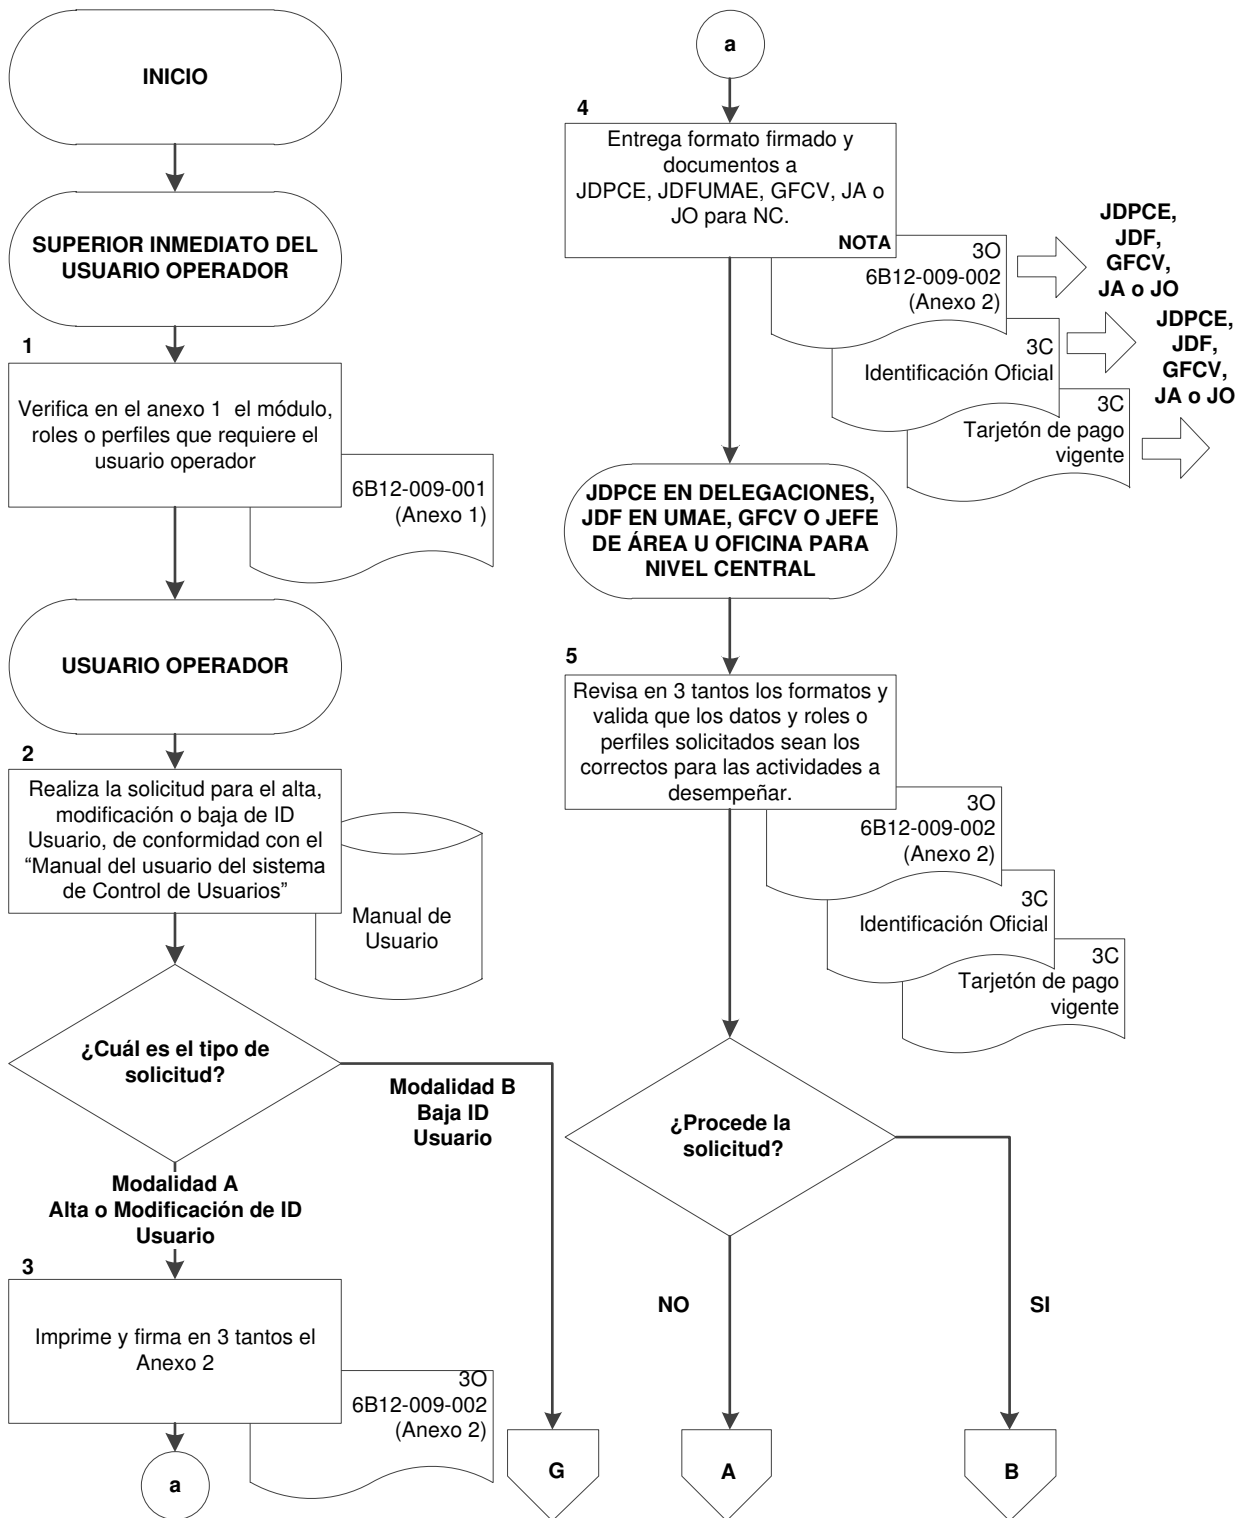 INICIO
SUPERIOR INMEDIATO DEL
USUARIO OPERADOR
1
Verifica en el anexo 1 el módulo,
roles o perfiles que requiere el
usuario operador
6B12-009-001
(Anexo 1)
USUARIO OPERADOR
2
Realiza la solicitud para el alta,
modificación o baja de ID
Usuario, de conformidad con el
“Manual del usuario del sistema
de Control de Usuarios”
Manual de
Usuario
¿Cuál es el tipo de
solicitud?
Modalidad B
Baja ID
Usuario
Modalidad A
Alta o Modificación de ID
Usuario
3
Imprime y firma en 3 tantos el
Anexo 2
3O
6B12-009-002
(Anexo 2)
a
G
a
4
Entrega formato firmado y
documentos a
JDPCE, JDFUMAE, GFCV, JA o
JO para NC.
NOTA
3O
6B12-009-002
(Anexo 2)
JDPCE,
JDF,
GFCV,
JA o JO
3C
Identificación Oficial
JDPCE,
JDF,
GFCV,
JA o JO
3C
Tarjetón de pago
vigente
JDPCE EN DELEGACIONES,
JDF EN UMAE, GFCV O JEFE
DE ÁREA U OFICINA PARA
NIVEL CENTRAL
5
Revisa en 3 tantos los formatos y
valida que los datos y roles o
perfiles solicitados sean los
correctos para las actividades a
desempeñar.
3O
6B12-009-002
(Anexo 2)
3C
Identificación Oficial
3C
Tarjetón de pago
vigente
¿Procede la
solicitud?
NO
SI
A
B